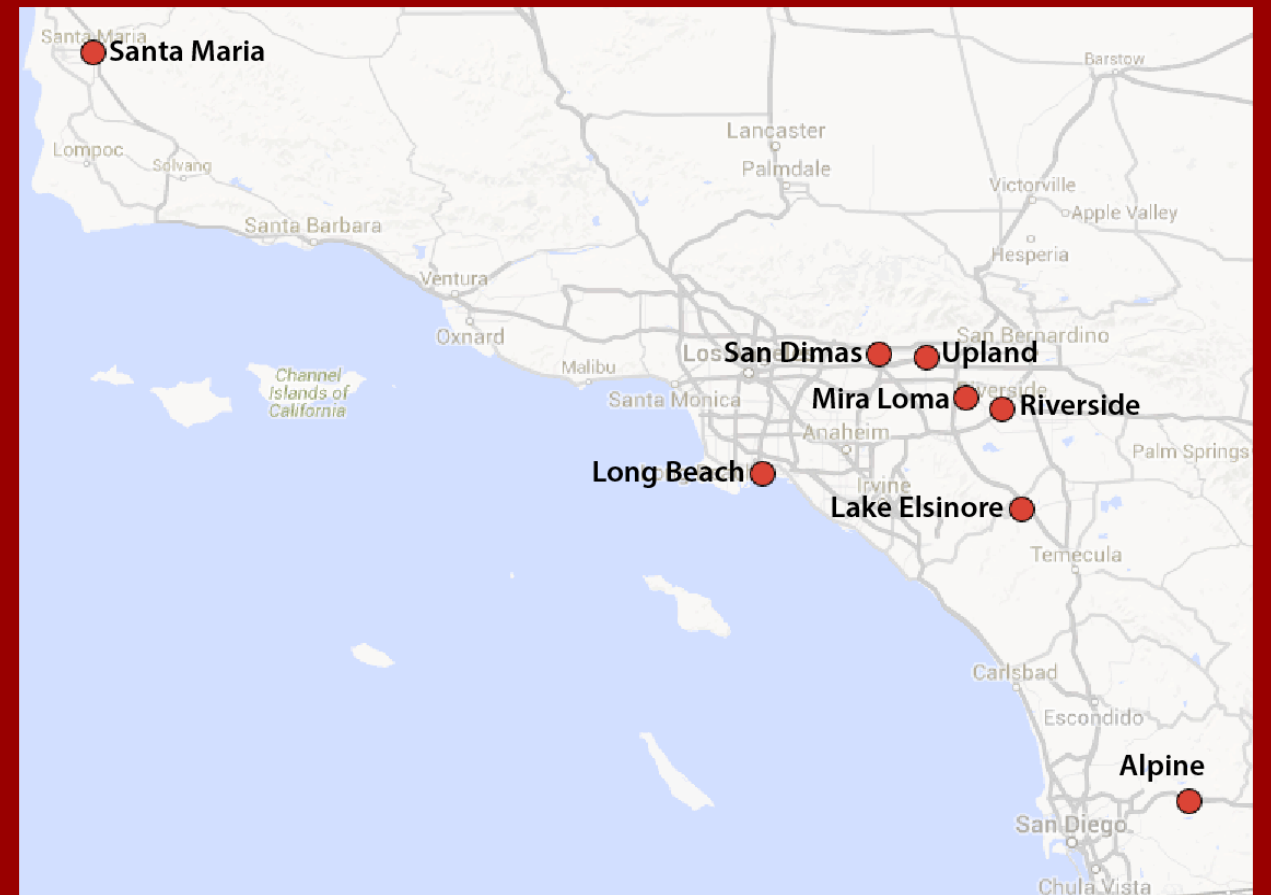 Santa Maria
Santa Maria
Barstow
Lancaster
Lompoc
Solvang
Palmdale
Victorville
Apple Valley
Santa Barbara
Hesperia
Ventura
Oxnard
San Bernardino
Los
San Dimas
Upland
Malibu
Channel
Islands of
California
Santa Monica
Mira Loma
Riverside
Riverside
Anaheim
Palm Springs
Long Beach
Irvine
Lake Elsinore
Temecula
Carlsbad
Escondido
Alpine
San Diego
Chula Vista